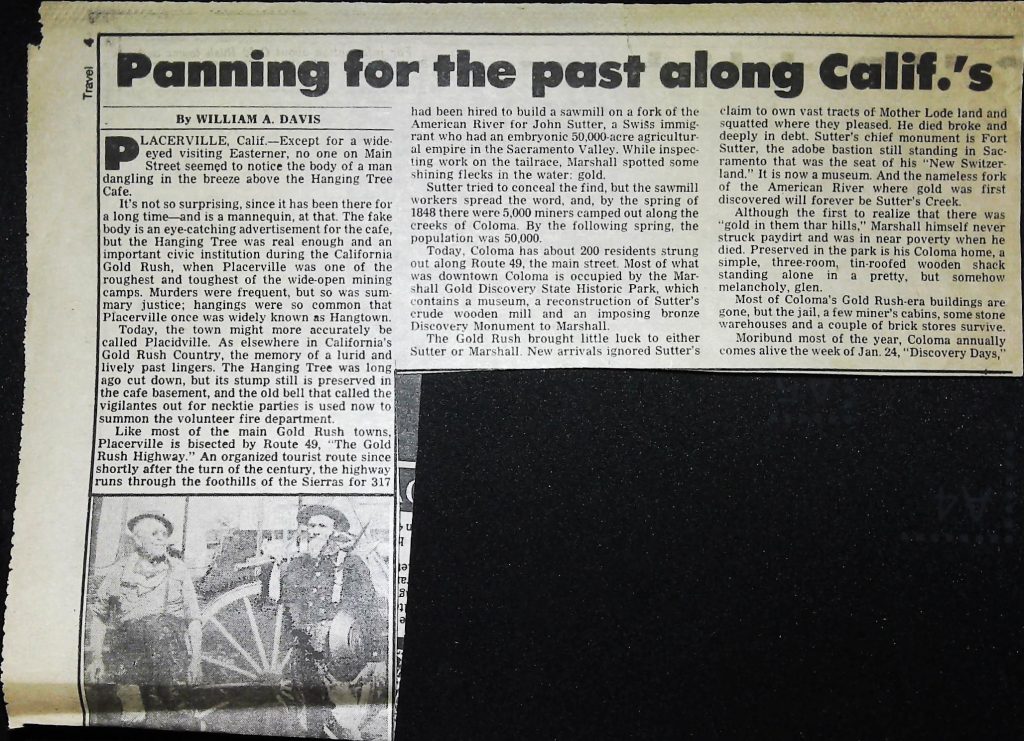 Travel 4
Panning for the past along Calif.'s
By WILLIAM A. DAVIS
PLACERVILLE, Calif.—Except for a wide-
eyed visiting Easterner, no one on Main
Street seemed to notice the body of a man
dangling in the breeze above the Hanging Tree
Cafe.
It's not so surprising, since it has been there for
a long time—and is a mannequin, at that. The fake
body is an eye-catching advertisement for the cafe,
but the Hanging Tree was real enough and an
important civic institution during the California
Gold Rush, when Placerville was one of the
roughest and toughest of the wide-open mining
camps. Murders were frequent, but so was sum-
mary justice; hangings were so common that
Placerville once was widely known as Hangtown.
Today, the town might more accurately be
called Placidville. As elsewhere in California's
Gold Rush Country, the memory of a lurid and
lively past lingers. The Hanging Tree was long
ago cut down, but its stump still is preserved in
the cafe basement, and the old bell that called the
vigilantes out for necktie parties is used now to
summon the volunteer fire department.
Like most of the main Gold Rush towns,
Placerville is bisected by Route 49, "The Gold
Rush Highway." An organized tourist route since
shortly after the turn of the century, the highway
runs through the foothills of the Sierras for 317
had been hired to build a sawmill on a fork of the
American River for John Sutter, a Swiss immig-
rant who had an embryonic 50,000-acre agricultur-
al empire in the Sacramento Valley. While inspec-
ting work on the tailrace, Marshall spotted some
shining flecks in the water: gold.
Sutter tried to conceal the find, but the sawmill
workers spread the word, and, by the spring of
1848 there were 5,000 miners camped out along the
creeks of Coloma. By the following spring, the
population was 50,000.
Today, Coloma has about 200 residents strung
out along Route 49, the main street. Most of what
was downtown Coloma is occupied by the Mar-
shall Gold Discovery State Historic Park, which
contains a museum, a reconstruction of Sutter's
crude wooden mill and an imposing bronze
Discovery Monument to Marshall.
The Gold Rush brought little luck to either
Sutter or Marshall. New arrivals ignored Sutter's
claim to own vast tracts of Mother Lode land and
squatted where they pleased. He died broke and
deeply in debt. Sutter's chief monument is Fort
Sutter, the adobe bastion still standing in Sac-
ramento that was the seat of his "New Switzer-
land." It is now a museum. And the nameless fork
of the American River where gold was first
discovered will forever be Sutter's Creek.
Although the first to realize that there was
"gold in them thar hills," Marshall himself never
struck paydirt and was in near poverty when he
died. Preserved in the park is his Coloma home, a
simple, three-room, tin-roofed wooden shack
standing alone in a pretty, but somehow
melancholy, glen.
Most of Coloma's Gold Rush-era buildings are
gone, but the jail, a few miner's cabins, some stone
warehouses and a couple of brick stores survive.
Moribund most of the year, Coloma annually
comes alive the week of Jan. 24, "Discovery Days,"